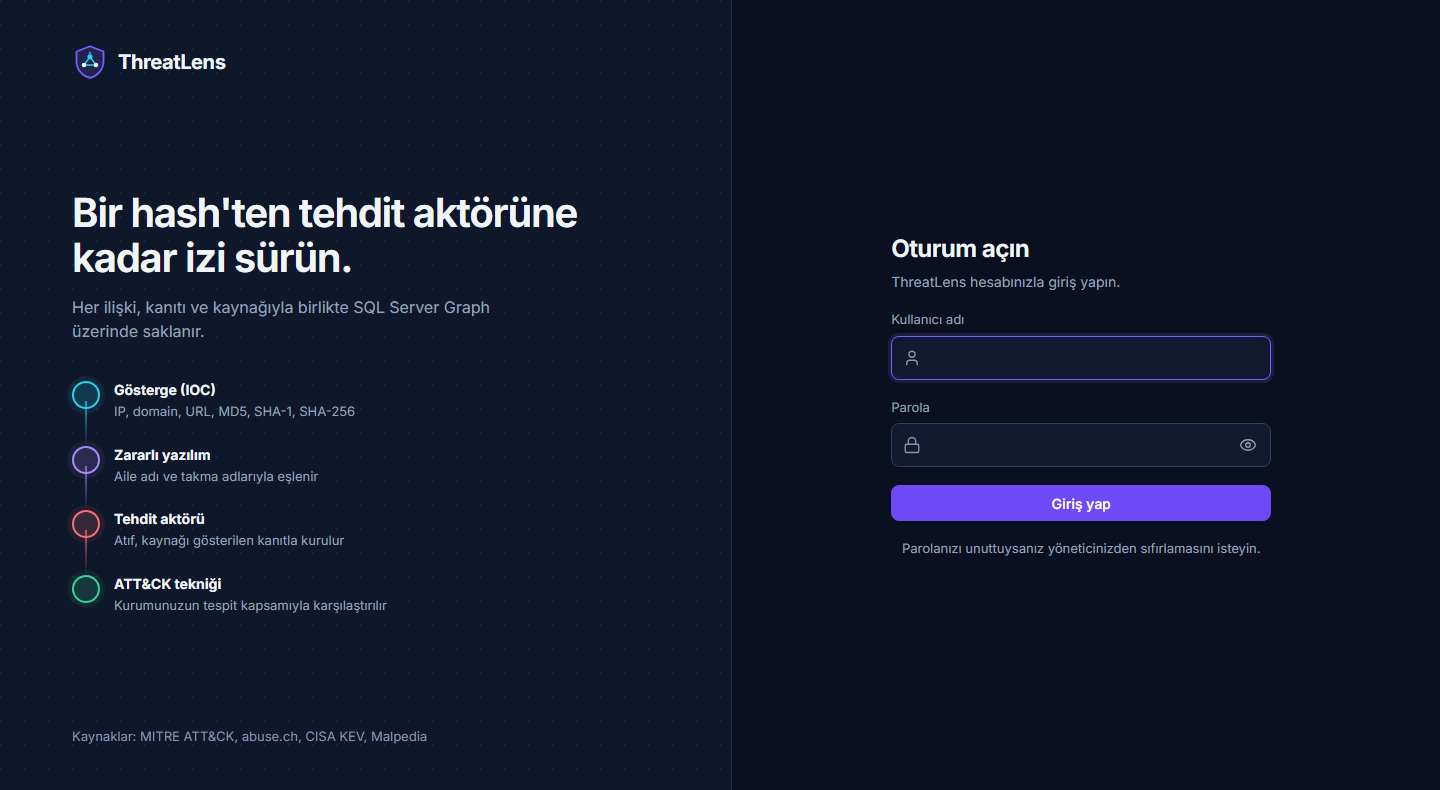 ThreatLens
Bir hash'ten tehdit aktörüne
kadar izi sürün.
Her ilişki, kanıtı ve kaynağıyla birlikte SQL Server Graph
üzerinde saklanır.
Gösterge (IOC)
IP, domain, URL, MD5, SHA-1, SHA-256
Zararlı yazılım
Aile adı ve takma adlarıyla eşlenir
Tehdit aktörü
Atıf, kaynağı gösterilen kanıtla kurulur
ATT&CK tekniği
Kurumunuzun tespit kapsamıyla karşılaştırılır
Kaynaklar: MITRE ATT&CK, abuse.ch, CISA KEV, Malpedia
Oturum açın
ThreatLens hesabınızla giriş yapın.
Kullanıcı adı
Parola
Giriş yap
Parolanızı unuttuysanız yöneticinizden sıfırlamasını isteyin.